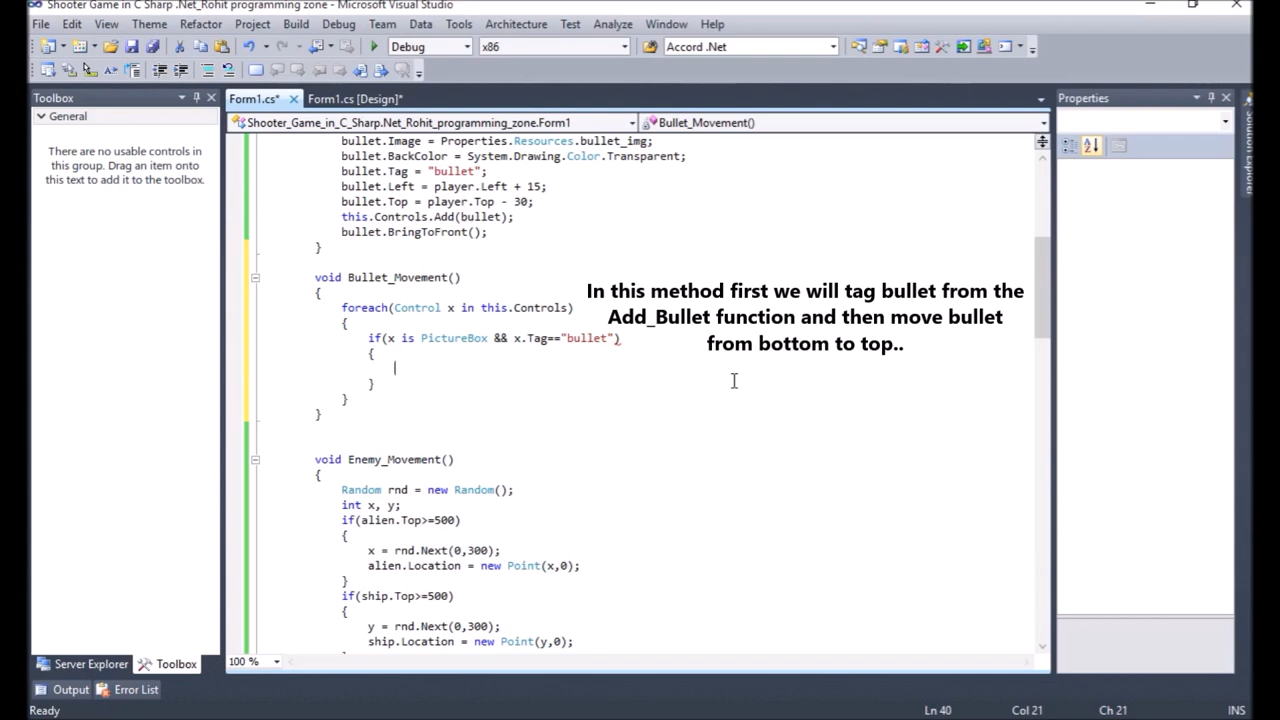 Shooter Game in C Sharp .Net_Rohit programming zone - Microsoft Visual Studio
File Edit View Theme Refactor Project Build Debug Team Data Tools Architecture Test Analyze Window Help
Debug x86 Accord .Net
Toolbox
General
There are no usable controls in
this group. Drag an item onto
this text to add it to the toolbox.
Form1.cs* Form1.cs [Design]*
Shooter_Game_in_C_Sharp.Net_Rohit_programming_zone.Form1 Bullet_Movement()
bullet.Image = Properties.Resources.bullet_img;
bullet.BackColor = System.Drawing.Color.Transparent;
bullet.Tag = "bullet";
bullet.Left = player.Left + 15;
bullet.Top = player.Top - 30;
this.Controls.Add(bullet);
bullet.BringToFront();
}
void Bullet_Movement()
{
foreach(Control x in this.Controls)
{
if(x is PictureBox && x.Tag=="bullet")
{
}
}
}
In this method first we will tag bullet from the
Add_Bullet function and then move bullet
from bottom to top..
void Enemy_Movement()
{
Random rnd = new Random();
int x, y;
if(alien.Top>=500)
{
x = rnd.Next(0,300);
alien.Location = new Point(x,0);
}
if(ship.Top>=500)
{
y = rnd.Next(0,300);
ship.Location = new Point(y,0);
100 %
Properties
Solution Explorer
Server Explorer Toolbox
Output Error List
Ready Ln 40 Col 21 Ch 21 INS